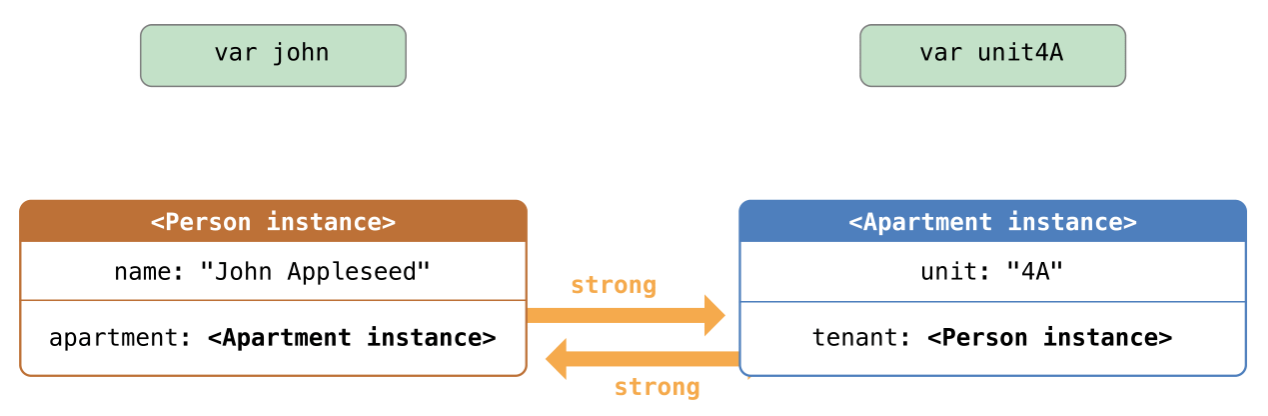 var john
var unit4A
<Person instance>
name: "John Appleseed"
apartment: <Apartment instance>
strong
strong
<Apartment instance>
unit: "4A"
tenant: <Person instance>